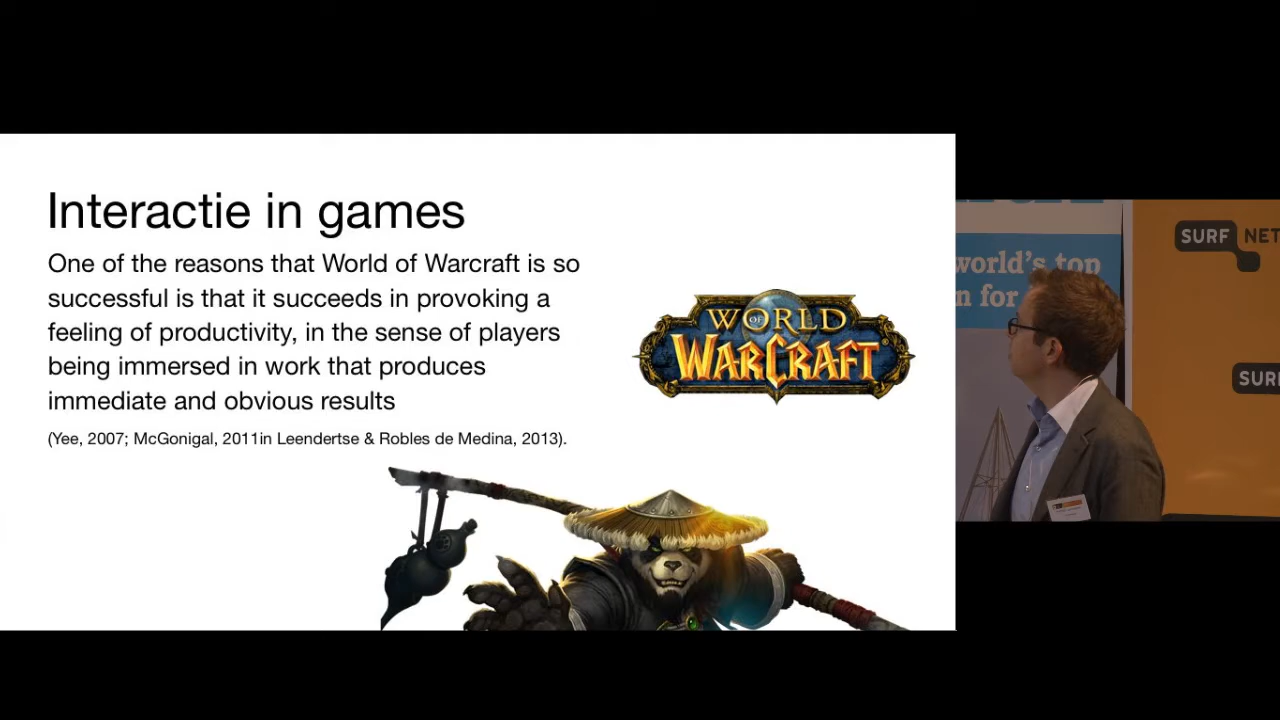 Interactie in games
One of the reasons that World of Warcraft is so
successful is that it succeeds in provoking a
feeling of productivity, in the sense of players
being immersed in work that produces
immediate and obvious results
(Yee, 2007; McGonigal, 2011in Leendertse & Robles de Medina, 2013).
WORLD
OF
WARCRAFT
world's top
n for
SURF NET
SURF